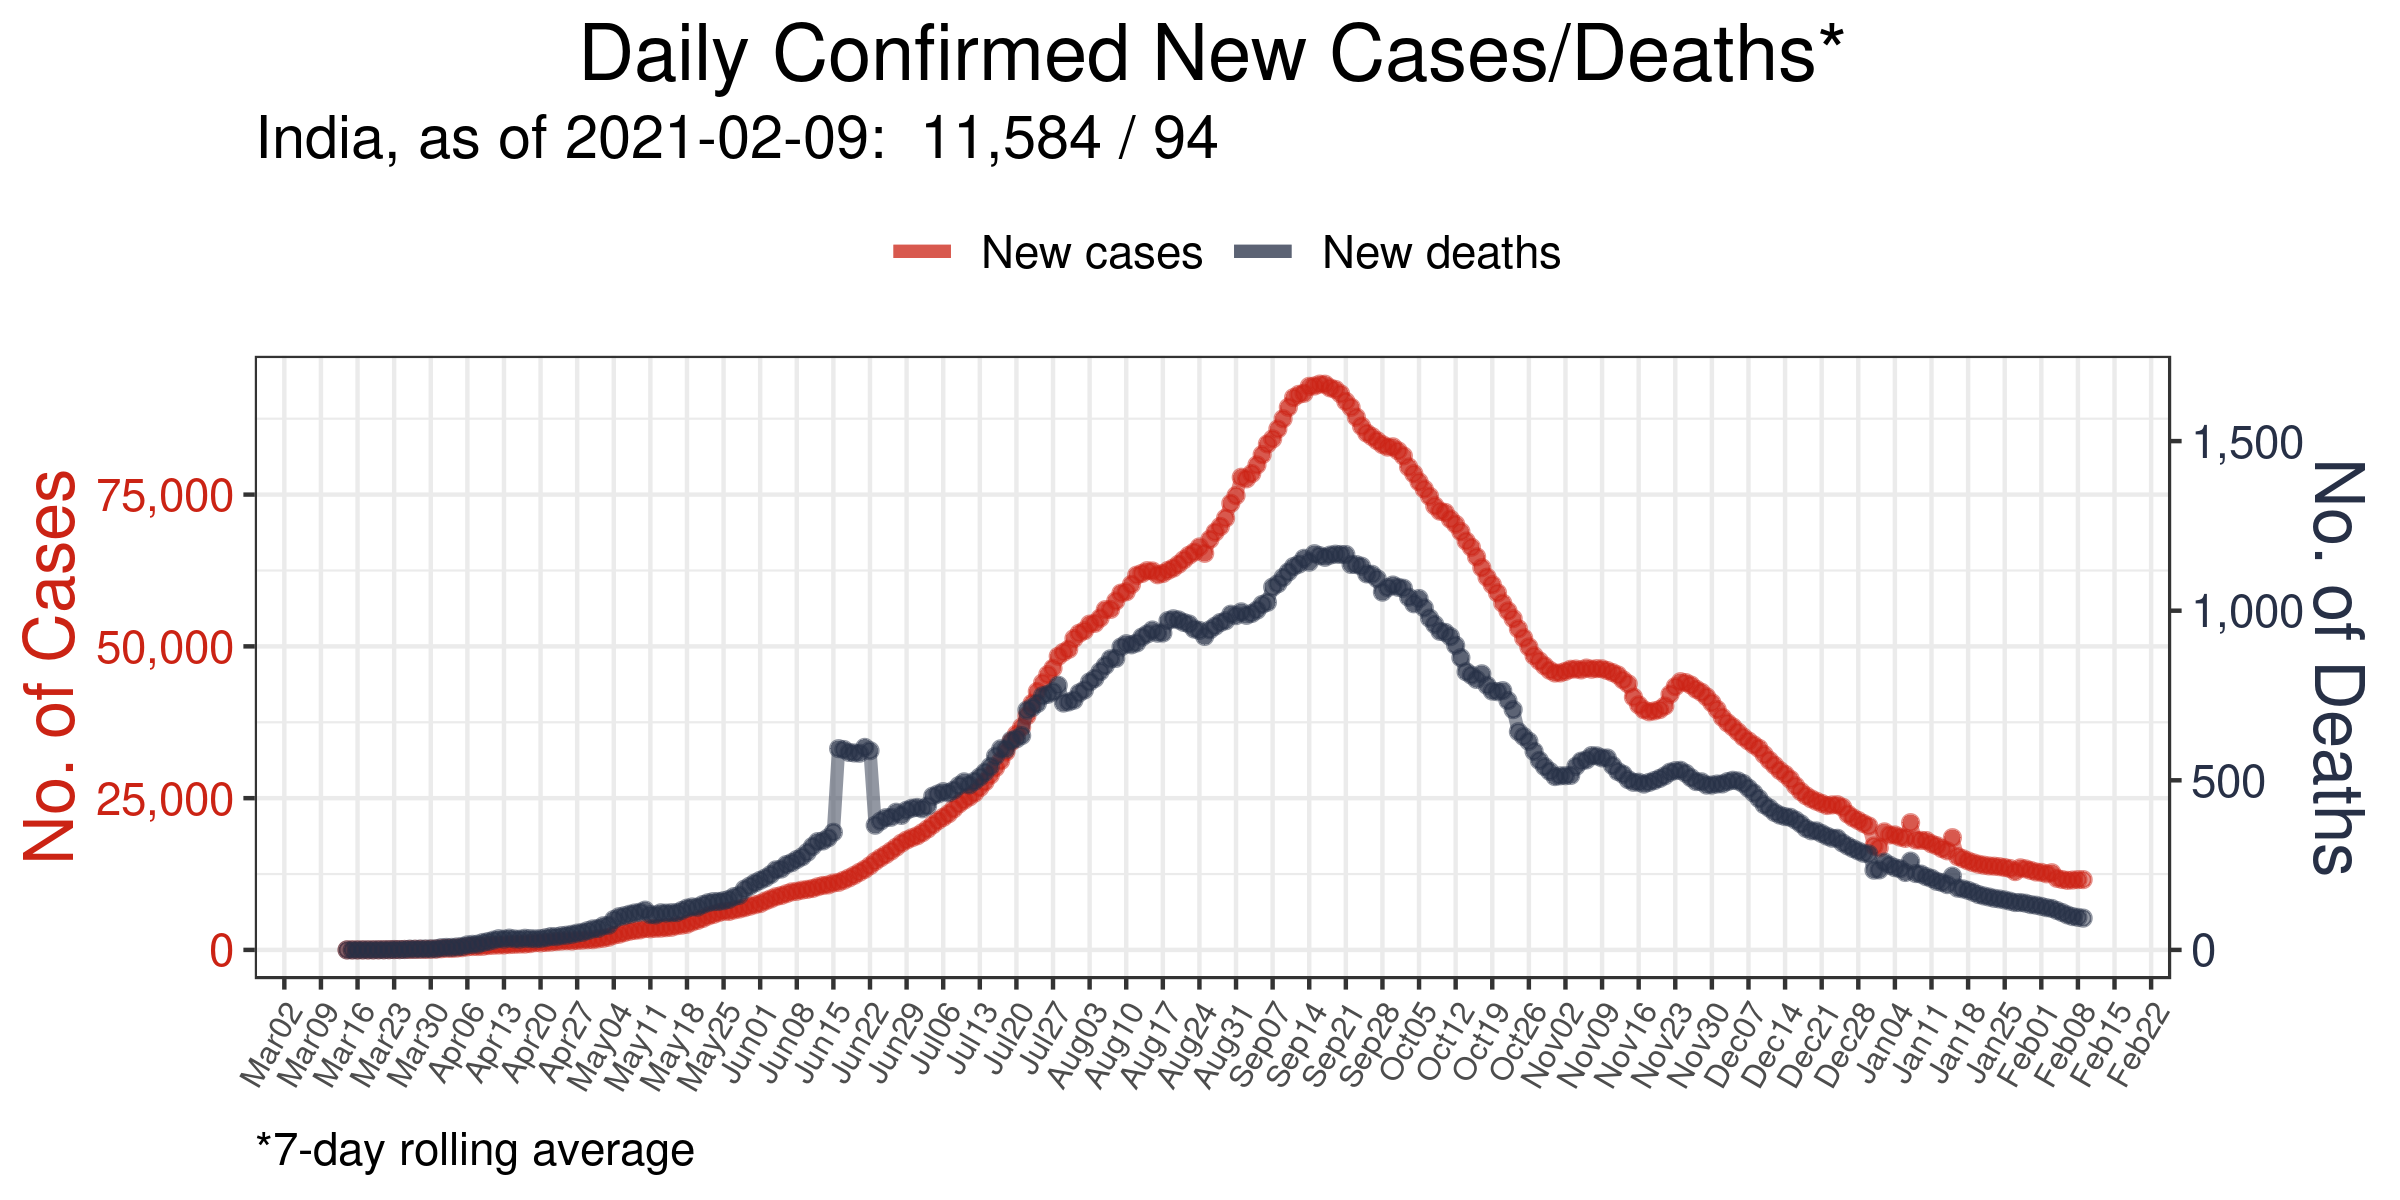 Daily Confirmed New Cases/Deaths*
India, as of 2021-02-09:  11,584 / 94
New cases
New deaths
No. of Cases
75,000
50,000
25,000
0
1,500
1,000
500
0
No. of Deaths
Mar02
Mar09
Mar16
Mar23
Mar30
Apr06
Apr13
Apr20
Apr27
May04
May11
May18
May25
Jun01
Jun08
Jun15
Jun22
Jun29
Jul06
Jul13
Jul20
Jul27
Aug03
Aug10
Aug17
Aug24
Aug31
Sep07
Sep14
Sep21
Sep28
Oct05
Oct12
Oct19
Oct26
Nov02
Nov09
Nov16
Nov23
Nov30
Dec07
Dec14
Dec21
Dec28
Jan04
Jan11
Jan18
Jan25
Feb01
Feb08
Feb15
Feb22
*7-day rolling average